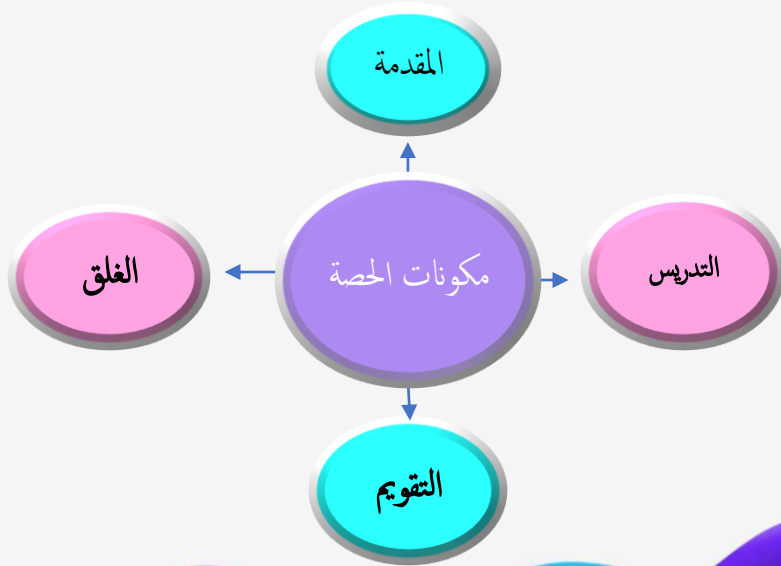 المقدمة
التدريس
مكونات الحصة
الغلق
التقويم